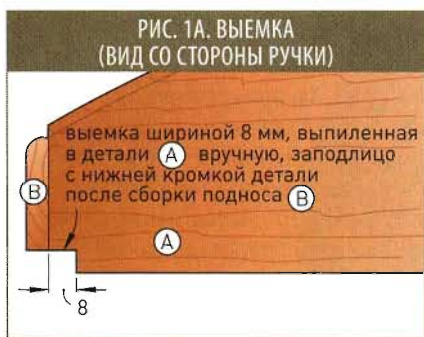 РИС. 1А. ВЫЕМКА
(ВИД СО СТОРОНЫ РУЧКИ)
выемка шириной 8 мм, выпиленная
в детали А вручную, заподлицо
с нижней кромкой детали
после сборки подноса В
В
А
8